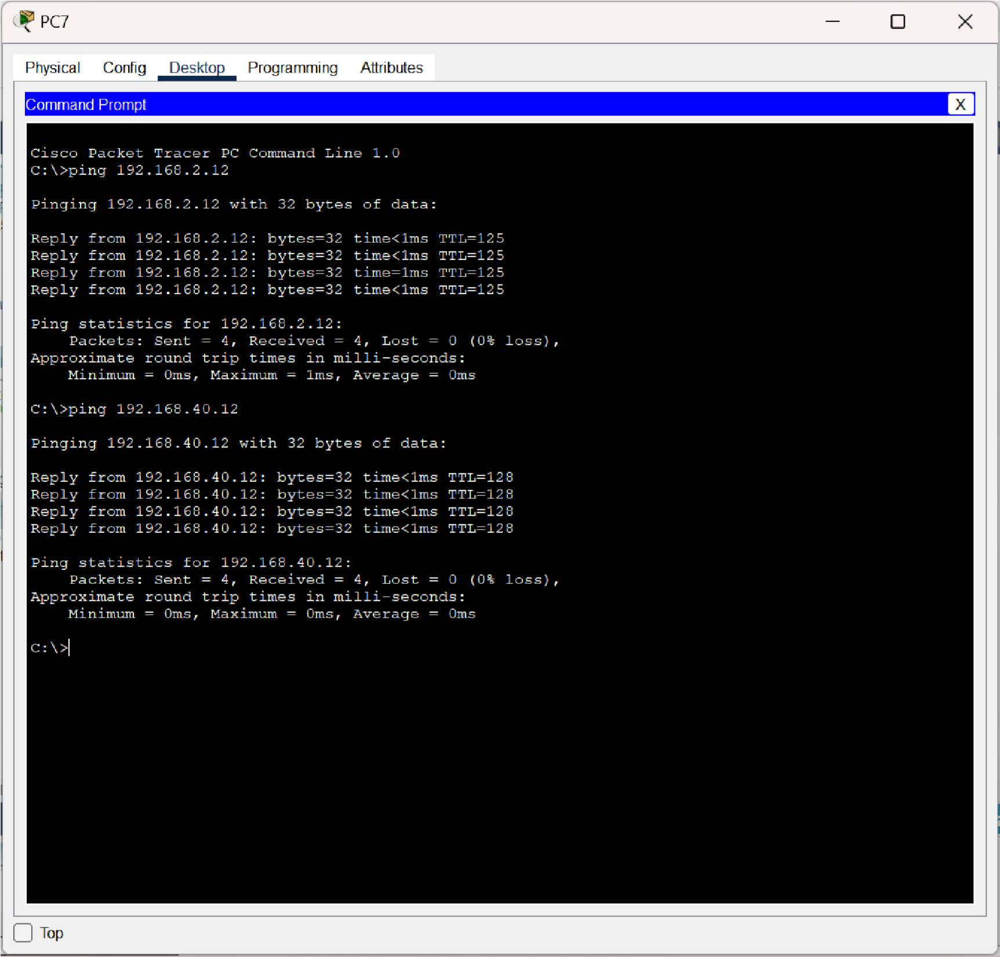 PC7
Physical Config Desktop Programming Attributes
Command Prompt X
Cisco Packet Tracer PC Command Line 1.0
C:\>ping 192.168.2.12
Pinging 192.168.2.12 with 32 bytes of data:
Reply from 192.168.2.12: bytes=32 time<1ms TTL=125
Reply from 192.168.2.12: bytes=32 time<1ms TTL=125
Reply from 192.168.2.12: bytes=32 time=1ms TTL=125
Reply from 192.168.2.12: bytes=32 time<1ms TTL=125
Ping statistics for 192.168.2.12:
Packets: Sent = 4, Received = 4, Lost = 0 (0% loss),
Approximate round trip times in milli-seconds:
Minimum = 0ms, Maximum = 1ms, Average = 0ms
C:\>ping 192.168.40.12
Pinging 192.168.40.12 with 32 bytes of data:
Reply from 192.168.40.12: bytes=32 time<1ms TTL=128
Reply from 192.168.40.12: bytes=32 time<1ms TTL=128
Reply from 192.168.40.12: bytes=32 time<1ms TTL=128
Reply from 192.168.40.12: bytes=32 time<1ms TTL=128
Ping statistics for 192.168.40.12:
Packets: Sent = 4, Received = 4, Lost = 0 (0% loss),
Approximate round trip times in milli-seconds:
Minimum = 0ms, Maximum = 0ms, Average = 0ms
C:\>
Top